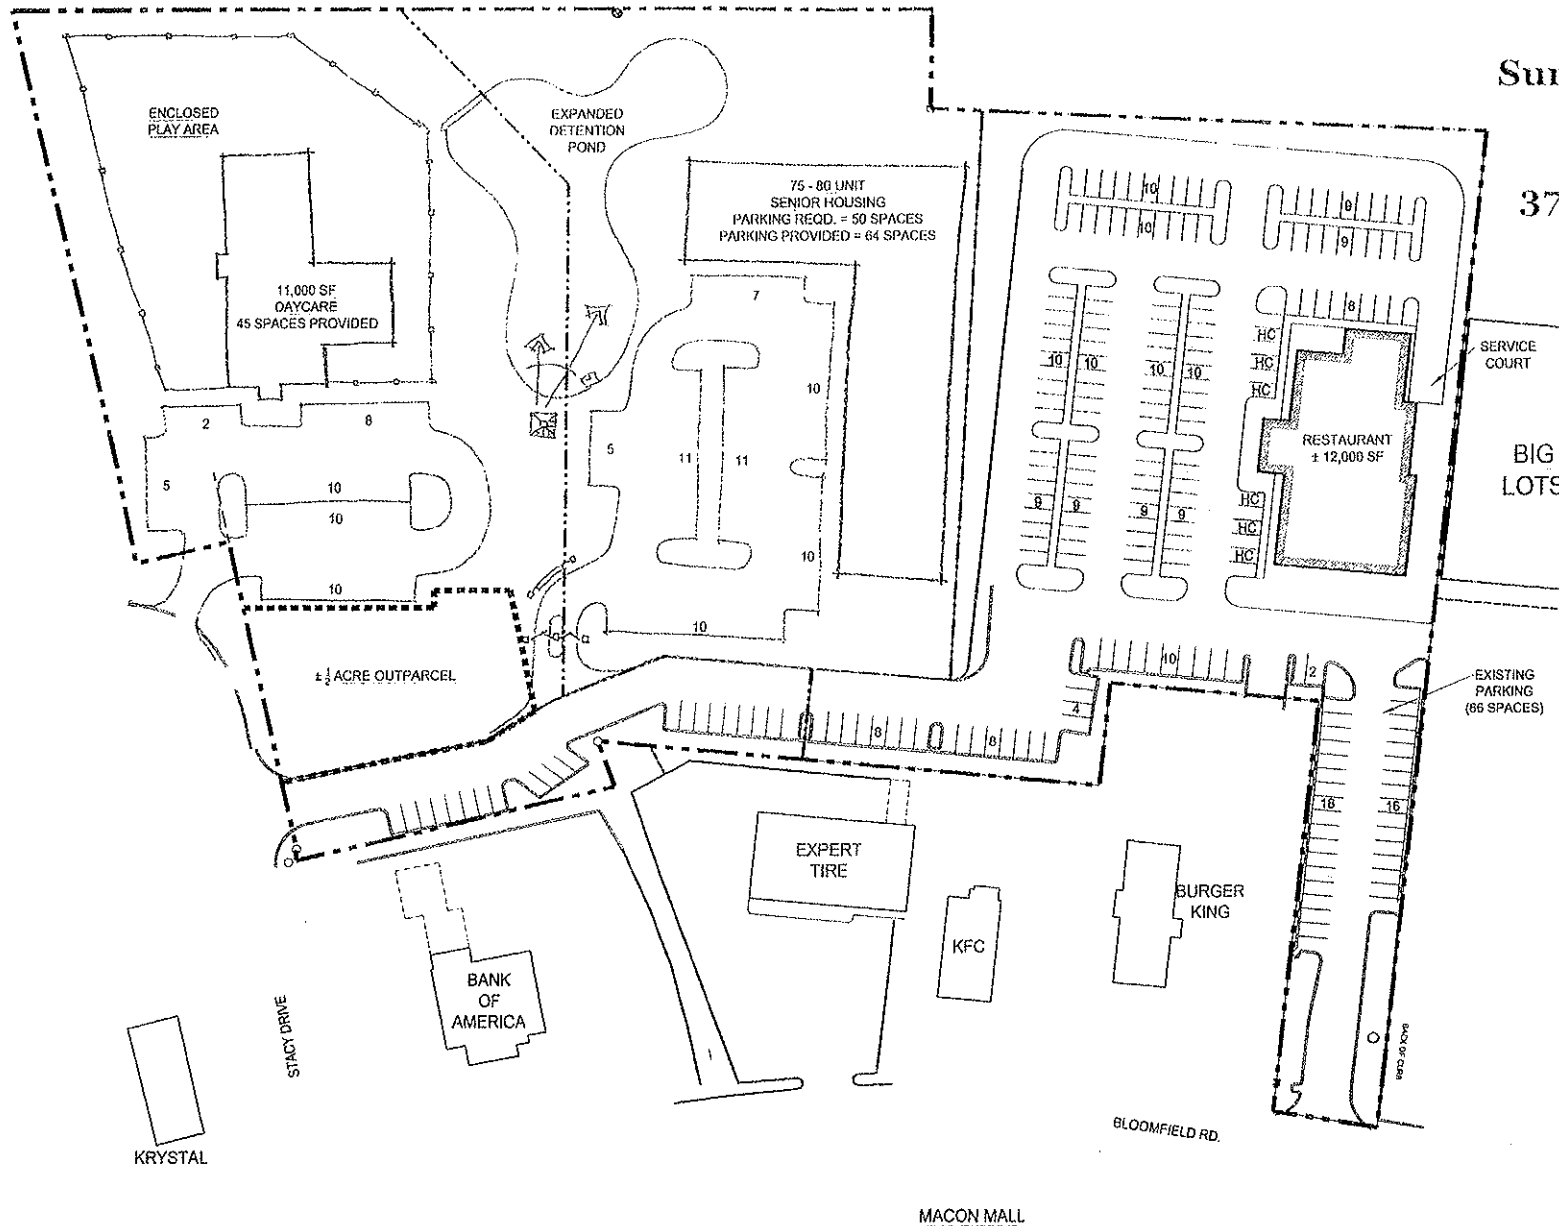 Sur
37
ENCLOSED
PLAY AREA
EXPANDED
DETENTION
POND
75 - 80 UNIT
SENIOR HOUSING
PARKING REQD. = 50 SPACES
PARKING PROVIDED = 64 SPACES
11,000 SF
DAYCARE
45 SPACES PROVIDED
10
10
9
9
8
HC
HC
HC
SERVICE
COURT
7
10
10
10
10
10
2
8
5
5
11
11
RESTAURANT
± 12,000 SF
BIG
LOTS
10
10
9
9
9
9
HC
HC
HC
10
10
10
± ½ ACRE OUTPARCEL
10
2
4
8
8
EXISTING
PARKING
(66 SPACES)
18
16
EXPERT
TIRE
BURGER
KING
KFC
BANK
OF
AMERICA
STACY DRIVE
KRYSTAL
BACK OF CURB
BLOOMFIELD RD.
MACON MALL